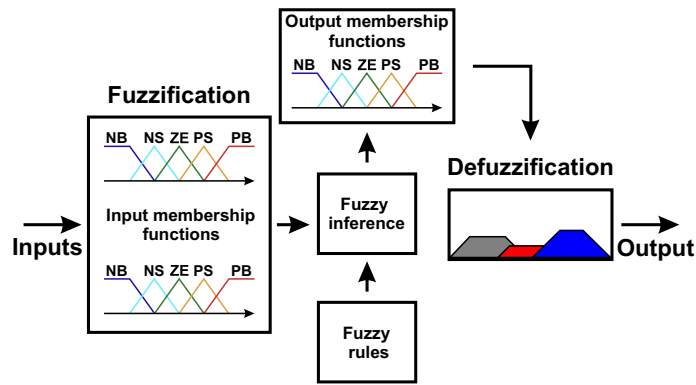 Output membership
functions
NB NS ZE PS PB
Fuzzification
NB NS ZE PS PB
Input membership
functions
NB NS ZE PS PB
Inputs
Fuzzy
inference
Fuzzy
rules
Defuzzification
Output